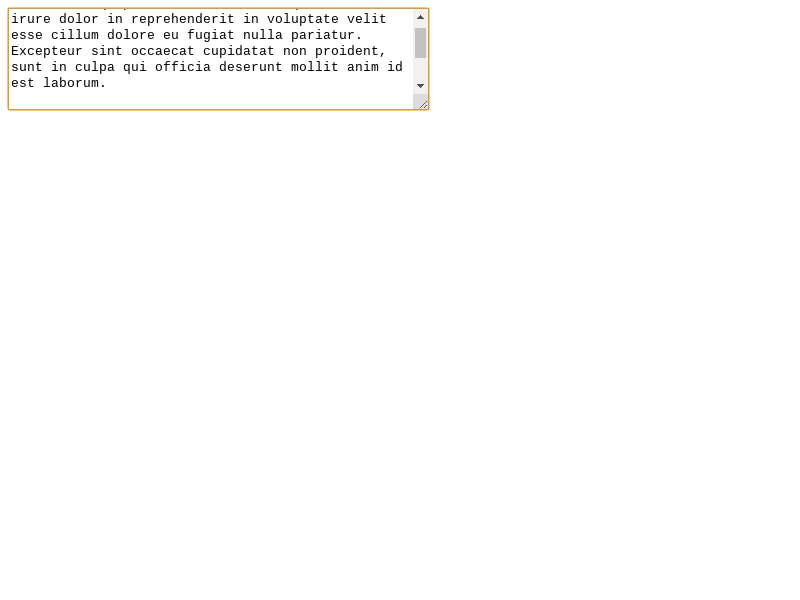 irure dolor in reprehenderit in voluptate velit
esse cillum dolore eu fugiat nulla pariatur.
Excepteur sint occaecat cupidatat non proident,
sunt in culpa qui officia deserunt mollit anim id
est laborum.